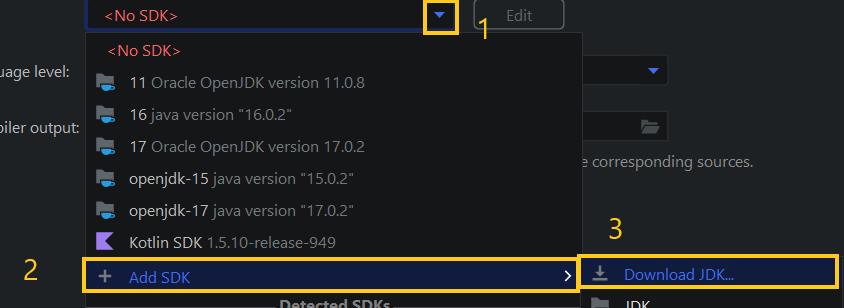 <No SDK>
1
Edit
<No SDK>
uage level:
11 Oracle OpenJDK version 11.0.8
16 java version "16.0.2"
piler output:
17 Oracle OpenJDK version 17.0.2
e corresponding sources.
openjdk-15 java version "15.0.2"
openjdk-17 java version "17.0.2"
Kotlin SDK 1.5.10-release-949
3
2
Add SDK
Download JDK...
Detected SDKs
JDK